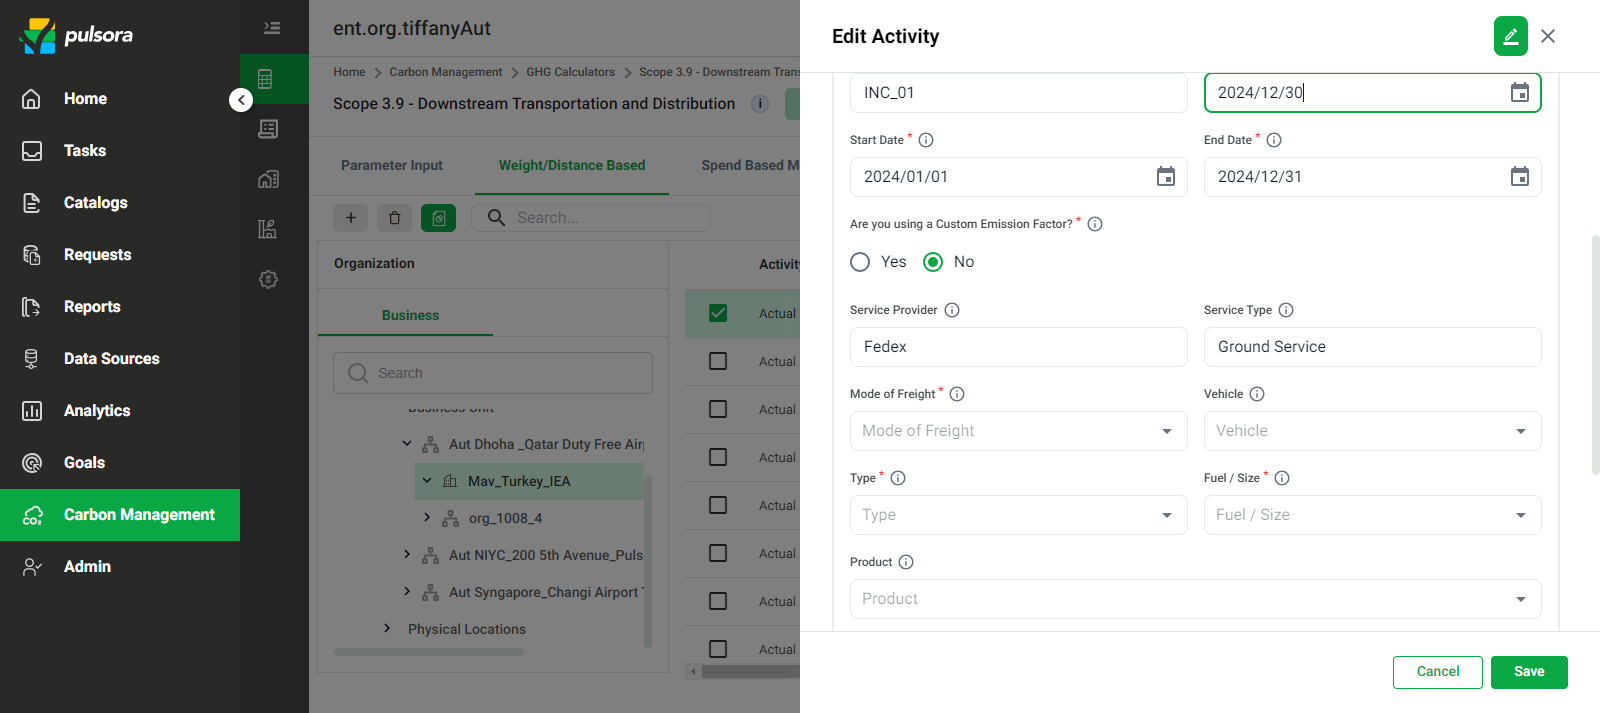 pulsora
Home
Tasks
Catalogs
Requests
Reports
Data Sources
Analytics
Goals
Carbon Management
Admin
ent.org.tiffanyAut
Home > Carbon Management > GHG Calculators > Scope 3.9 - Downstream Tran
Scope 3.9 - Downstream Transportation and Distribution
Parameter Input
Weight/Distance Based
Spend Based M
Search...
Organization
Business
Search
Business Unit
Aut Dhoha _Qatar Duty Free Air
Mav_Turkey_IEA
org_1008_4
Aut NIYC_200 5th Avenue_Puls
Aut Syngapore_Changi Airport
Physical Locations
Activity
Actual
Actual
Actual
Actual
Actual
Actual
Actual
Actual
Edit Activity
INC_01
2024/12/30
Start Date *
End Date *
2024/01/01
2024/12/31
Are you using a Custom Emission Factor? *
Yes
No
Service Provider
Service Type
Fedex
Ground Service
Mode of Freight *
Vehicle
Mode of Freight
Vehicle
Type *
Fuel / Size *
Type
Fuel / Size
Product
Product
Cancel
Save